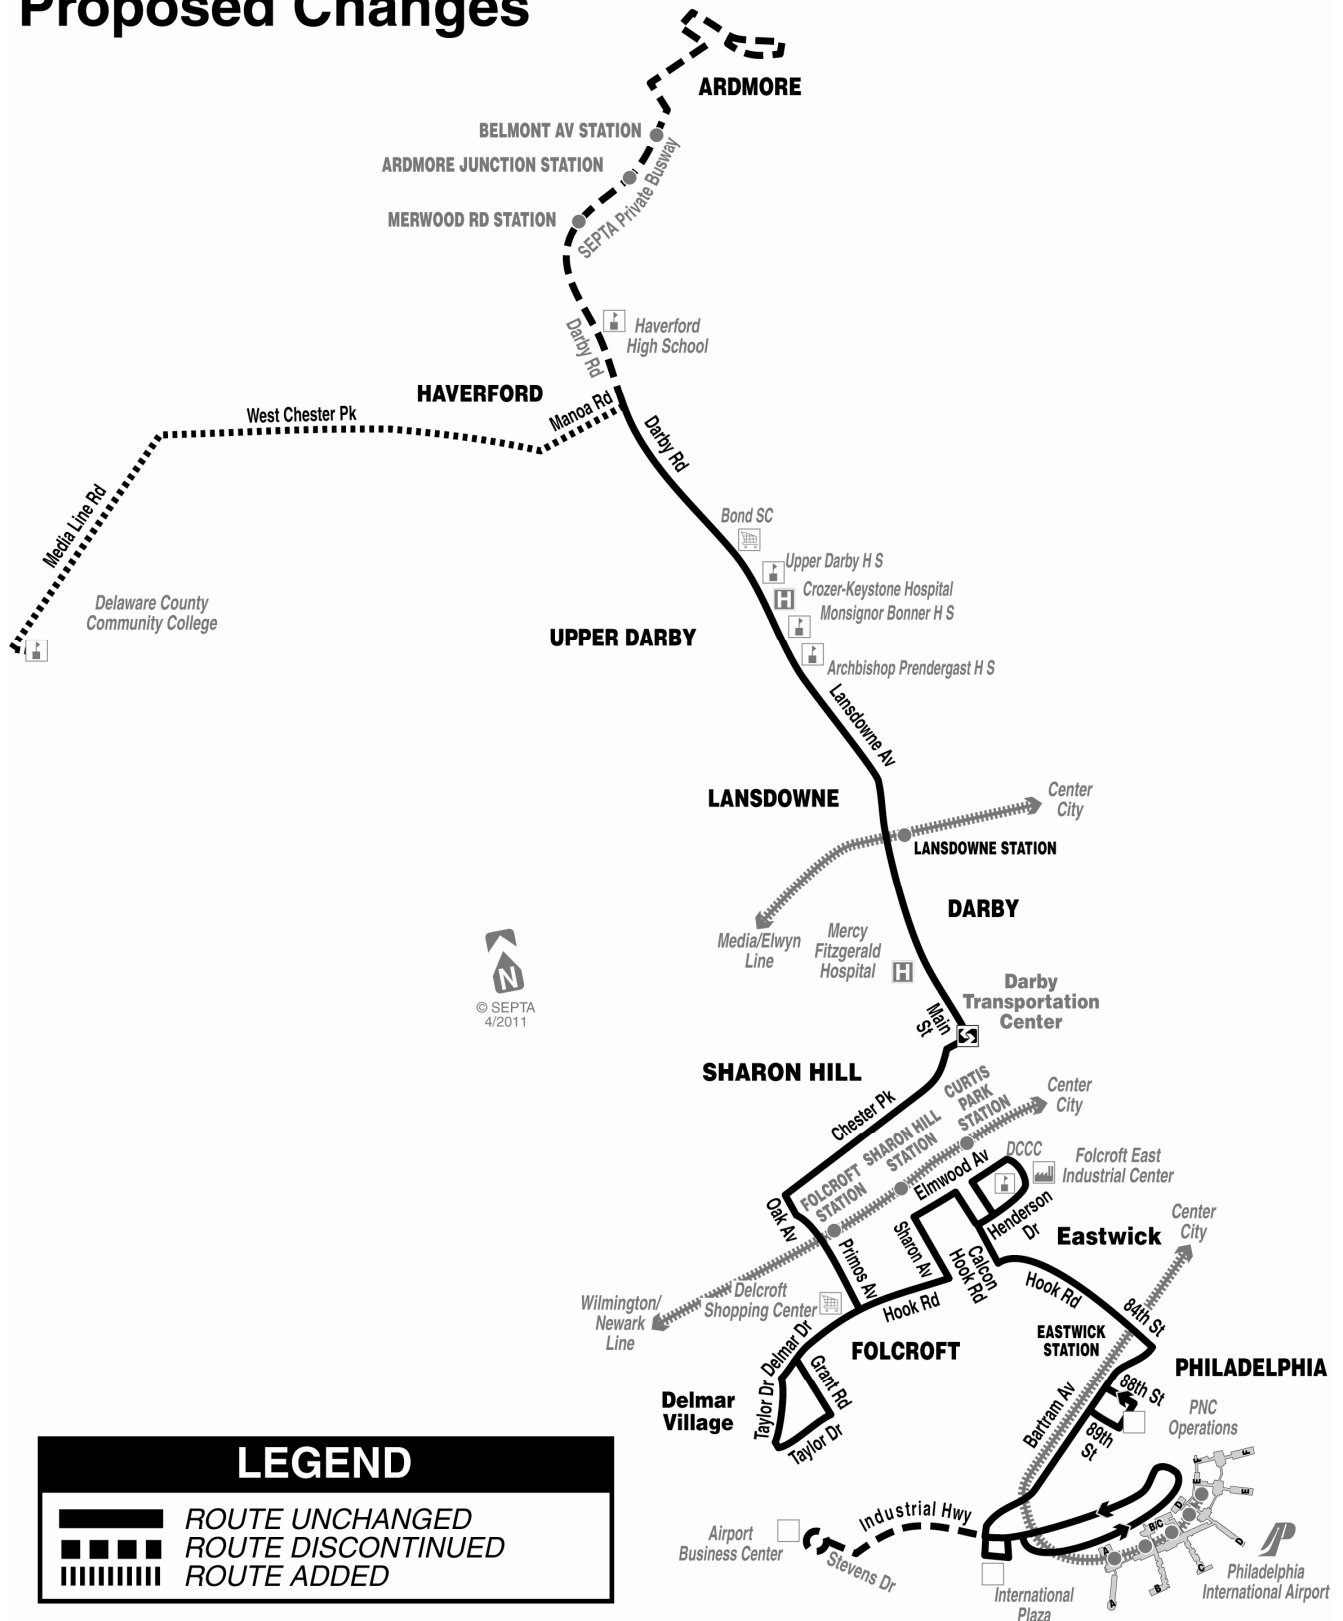 Proposed Changes
ARDMORE
BELMONT AV STATION
ARDMORE JUNCTION STATION
SEPTA Private Busway
MERWOOD RD STATION
Haverford
High School
Darby Rd
HAVERFORD
Manoa Rd
West Chester Pk
Darby Rd
Media Line Rd
Bond SC
Upper Darby H S
Crozer-Keystone Hospital
H
Monsignor Bonner H S
Delaware County
Community College
UPPER DARBY
Archbishop Prendergast H S
Lansdowne Av
LANSDOWNE
Center
City
LANSDOWNE STATION
DARBY
Media/Elwyn
Line
Mercy
Fitzgerald
Hospital
H
N
© SEPTA
4/2011
Darby
Transportation
Center
Main
St
SHARON HILL
Chester Pk
CURTIS
PARK
STATION
Center
City
SHARON HILL
STATION
FOLCROFT
STATION
Elmwood Av
DCCC
Folcroft East
Industrial Center
Oak Av
Henderson
Dr
Center
City
Eastwick
Primos Av
Sharon Av
Calcon
Hook Rd
Hook Rd
Delcroft
Shopping Center
Hook Rd
84th St
Wilmington/
Newark
Line
Delmar Dr
FOLCROFT
EASTWICK
STATION
PHILADELPHIA
Grant Rd
Taylor Dr
Delmar
Village
Taylor Dr
Bartram Av
88th St
89th
St
PNC
Operations
LEGEND
ROUTE UNCHANGED
ROUTE DISCONTINUED
ROUTE ADDED
Airport
Business Center
Industrial Hwy
Stevens Dr
International
Plaza
F
E
E
D
D
B/C
C
B
A
A
Philadelphia
International Airport